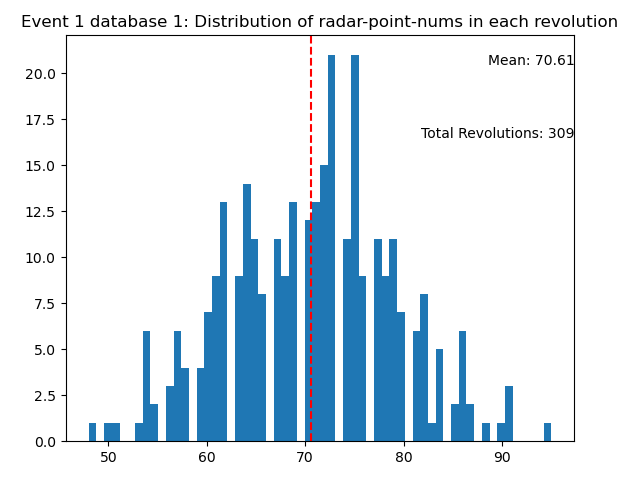 Event 1 database 1: Distribution of radar-point-nums in each revolution
20.0
17.5
15.0
12.5
10.0
7.5
5.0
2.5
0.0
Mean: 70.61
Total Revolutions: 309
50 60 70 80 90